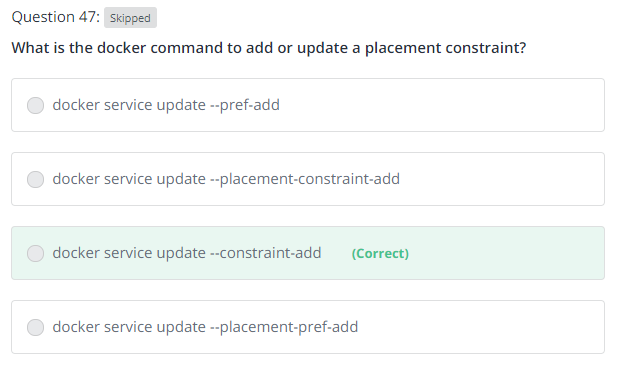 Question 47: Skipped
What is the docker command to add or update a placement constraint?
docker service update --pref-add
docker service update --placement-constraint-add
docker service update --constraint-add (Correct)
docker service update --placement-pref-add